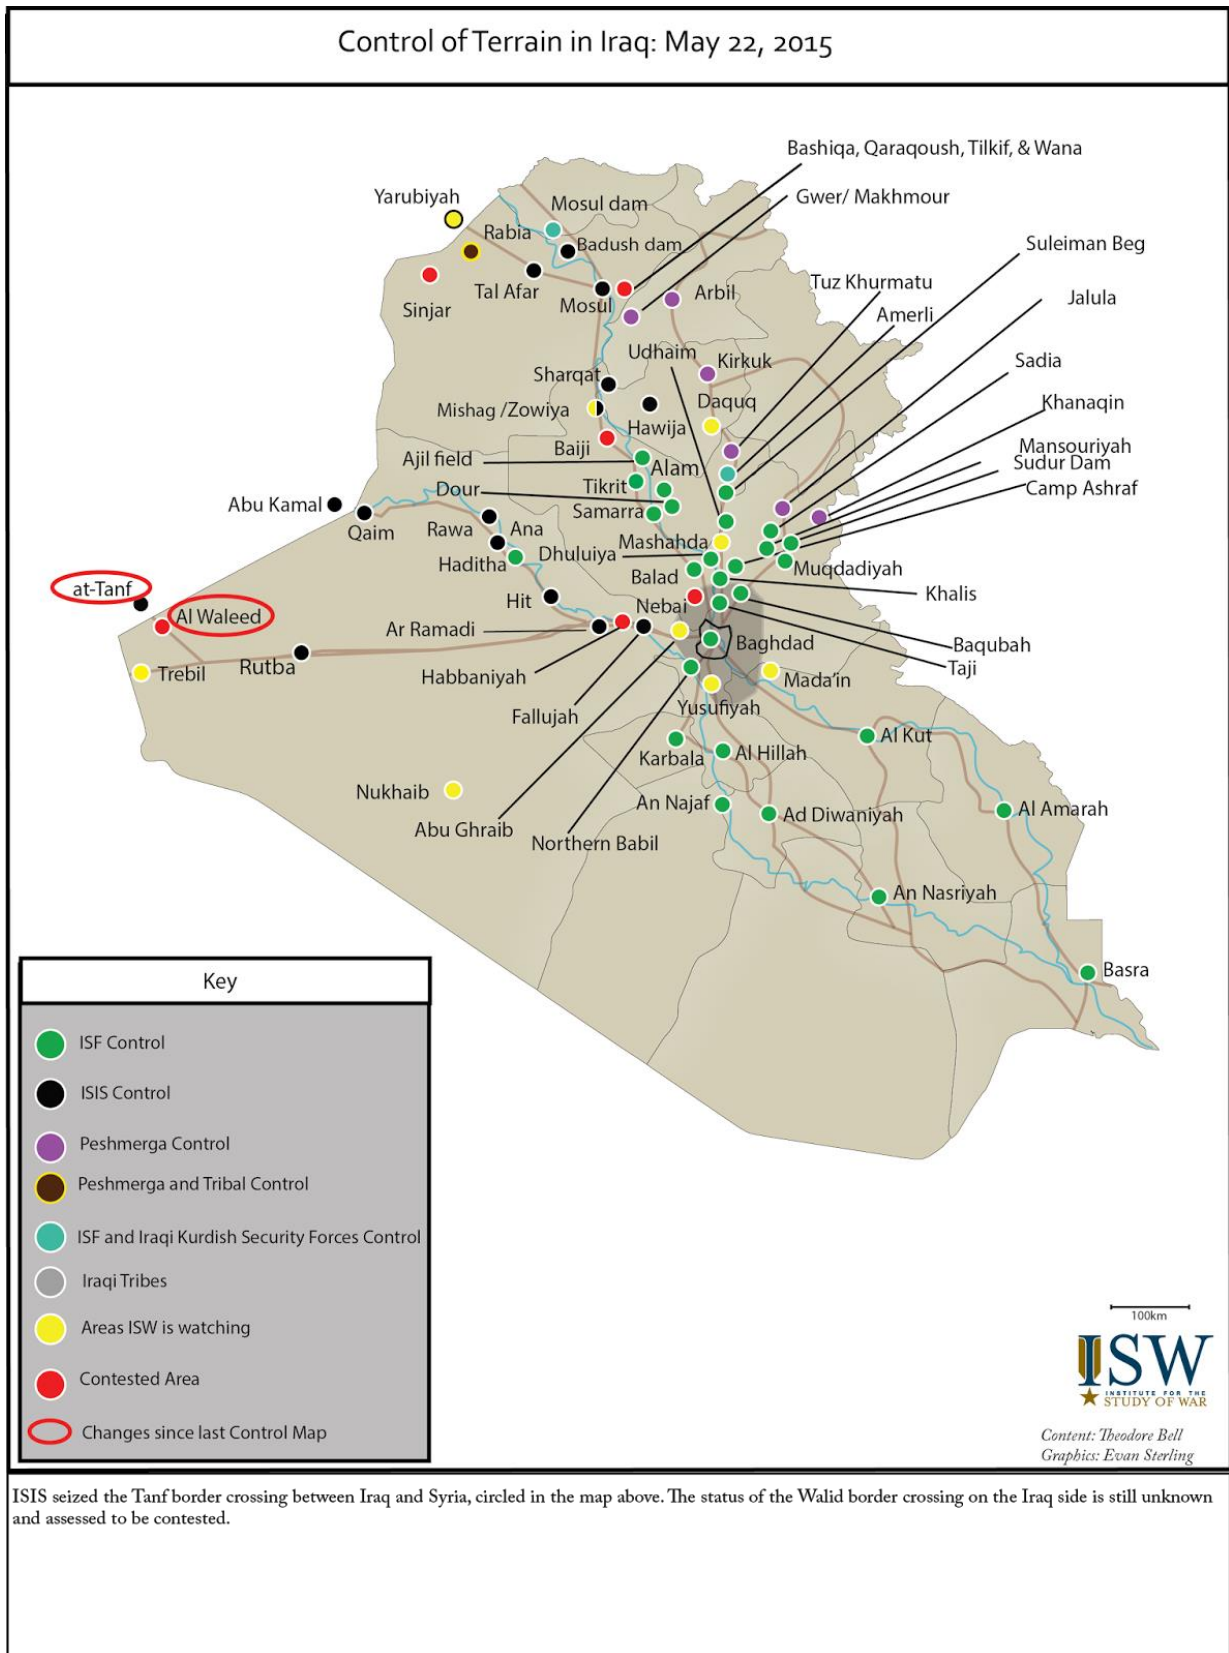 Control of Terrain in Iraq: May 22, 2015
Bashiqa, Qaraqoush, Tilkif, & Wana
Yarubiyah
Gwer/ Makhmour
Mosul dam
Rabia
Badush dam
Suleiman Beg
Tal Afar
Mosul
Arbil
Tuz Khurmatu
Jalula
Sinjar
Amerli
Udhaim
Kirkuk
Sadia
Sharqat
Daquq
Khanaqin
Mishag /Zowiya
Hawija
Mansouriyah
Baiji
Ajil field
Alam
Sudur Dam
Tikrit
Dour
Camp Ashraf
Abu Kamal
Samarra
Qaim
Rawa
Ana
Mashahda
Dhuluiya
Haditha
Muqdadiyah
Balad
at-Tanf
Khalis
Hit
Nebai
Al Waleed
Ar Ramadi
Baghdad
Baqubah
Rutba
Taji
Trebil
Habbaniyah
Mada'in
Fallujah
Yusufiyah
Al Kut
Karbala
Al Hillah
Nukhaib
An Najaf
Al Amarah
Ad Diwaniyah
Abu Ghraib
Northern Babil
An Nasriyah
Basra
Key
ISF Control
ISIS Control
Peshmerga Control
Peshmerga and Tribal Control
ISF and Iraqi Kurdish Security Forces Control
Iraqi Tribes
Areas ISW is watching
Contested Area
Changes since last Control Map
100km
ISW
INSTITUTE FOR THE
STUDY OF WAR
Content: Theodore Bell
Graphics: Evan Sterling
ISIS seized the Tanf border crossing between Iraq and Syria, circled in the map above. The status of the Walid border crossing on the Iraq side is still unknown
and assessed to be contested.